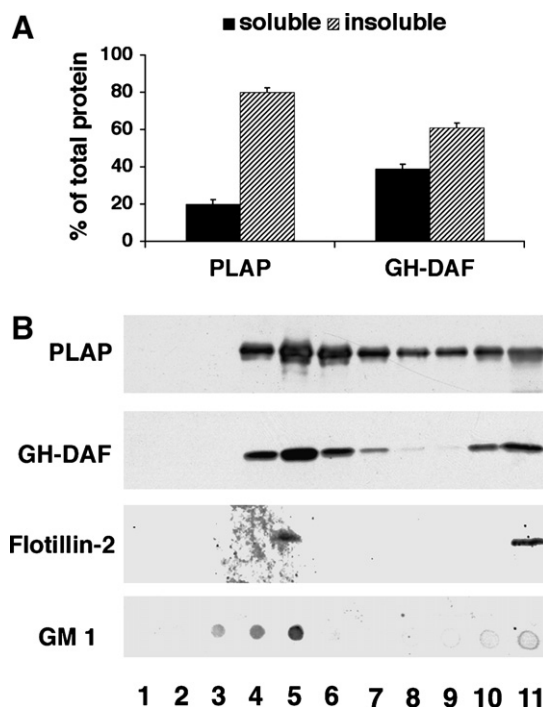 A
soluble insoluble
% of total protein
100
80
60
40
20
0
PLAP GH-DAF
B
PLAP
GH-DAF
Flotillin-2
GM 1
1 2 3 4 5 6 7 8 9 10 11